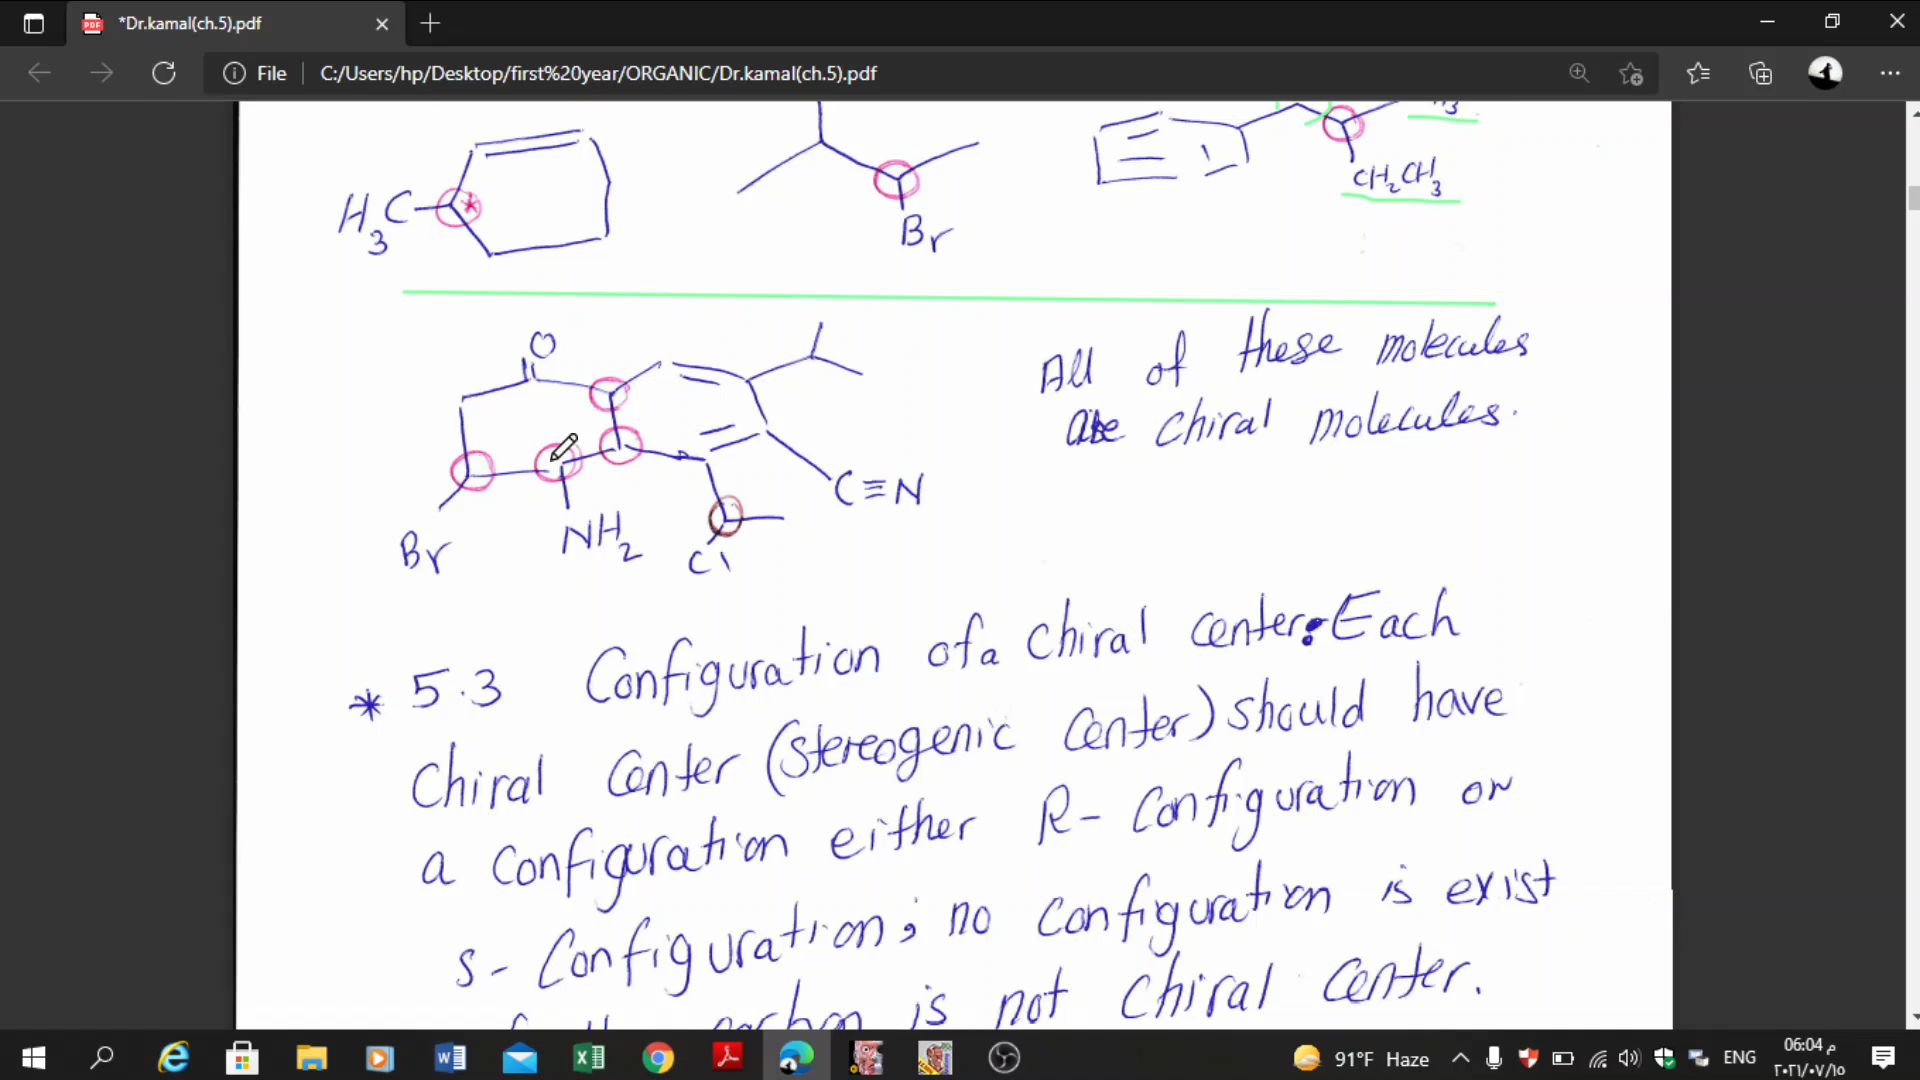 *Dr.kamal(ch.5).pdf
File C:/Users/hp/Desktop/first%20year/ORGANIC/Dr.kamal(ch.5).pdf
H3C *
Br
CH2CH3
O
All of these molecules
are chiral molecules.
C≡N
Br
NH2
Cl
* 5.3 Configuration of a chiral center: Each
chiral center (stereogenic center) should have
a configuration either R- configuration or
s- configuration; no configuration is exist
carbon is not chiral center.
91°F Haze ENG 06:04 م
٢٠٢١/٠٧/١٥